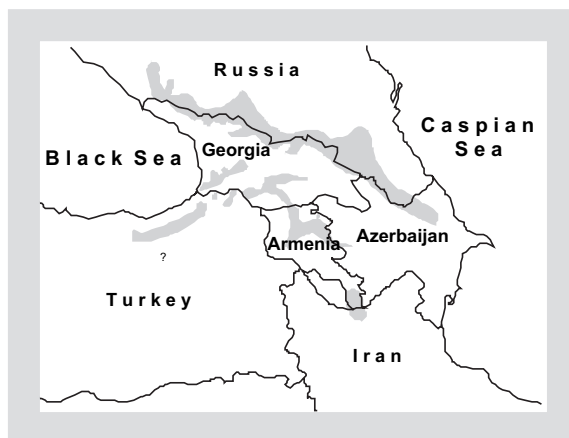 Russia
Caspian
Sea
Georgia
Black Sea
Azerbaijan
Armenia
?
Turkey
Iran